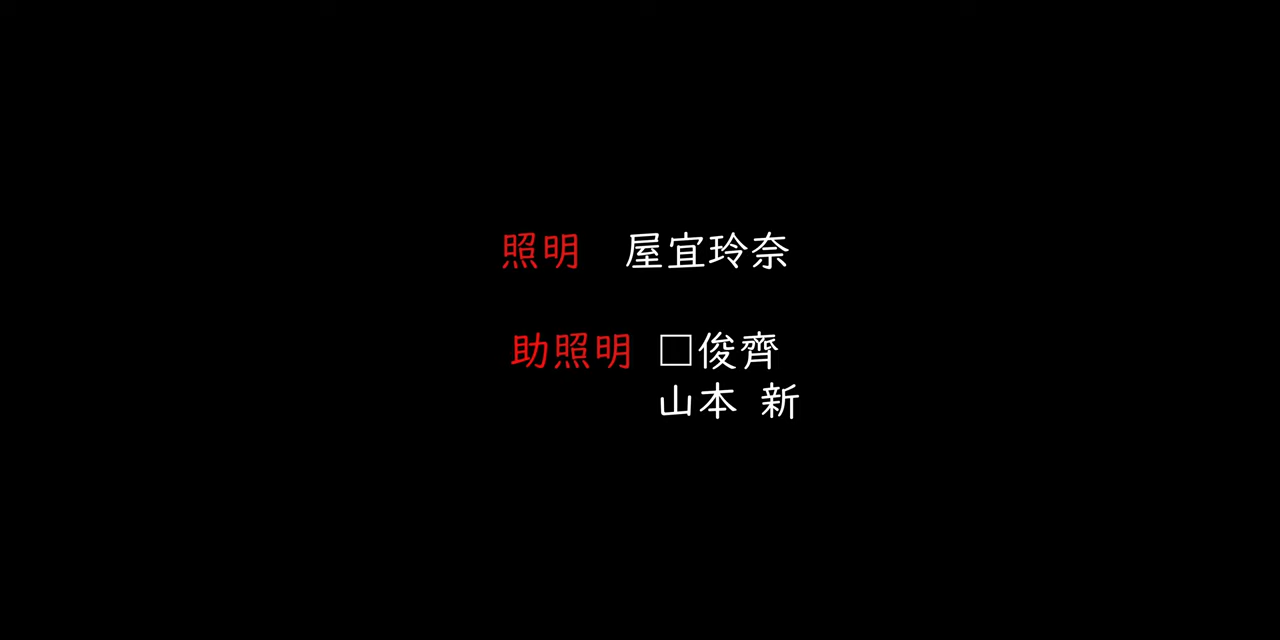 照明　屋宜玲奈
助照明 □俊齊
山本 新